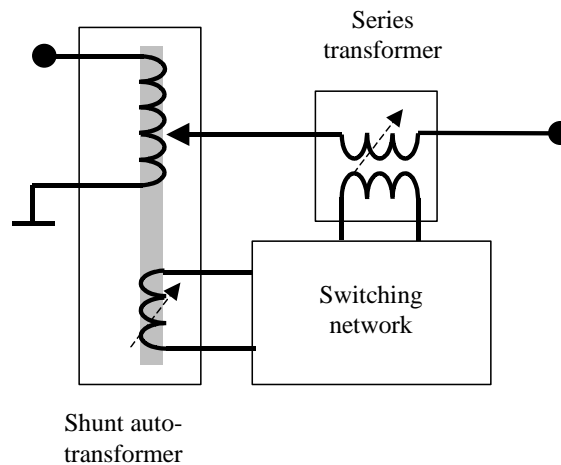 Series
transformer
Switching
network
Shunt auto-
transformer